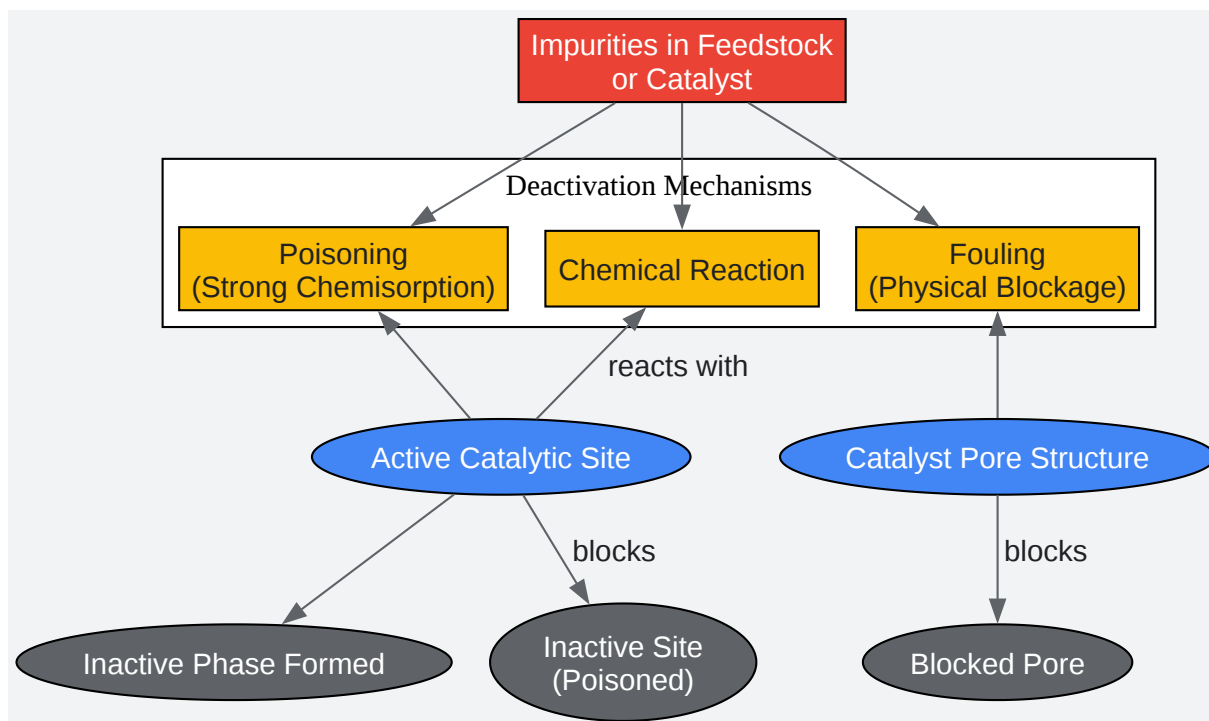 Impurities in Feedstock
or Catalyst
Deactivation Mechanisms
Poisoning
(Strong Chemisorption)
Chemical Reaction
Fouling
(Physical Blockage)
reacts with
Active Catalytic Site
Catalyst Pore Structure
blocks
blocks
Inactive Phase Formed
Inactive Site
(Poisoned)
Blocked Pore